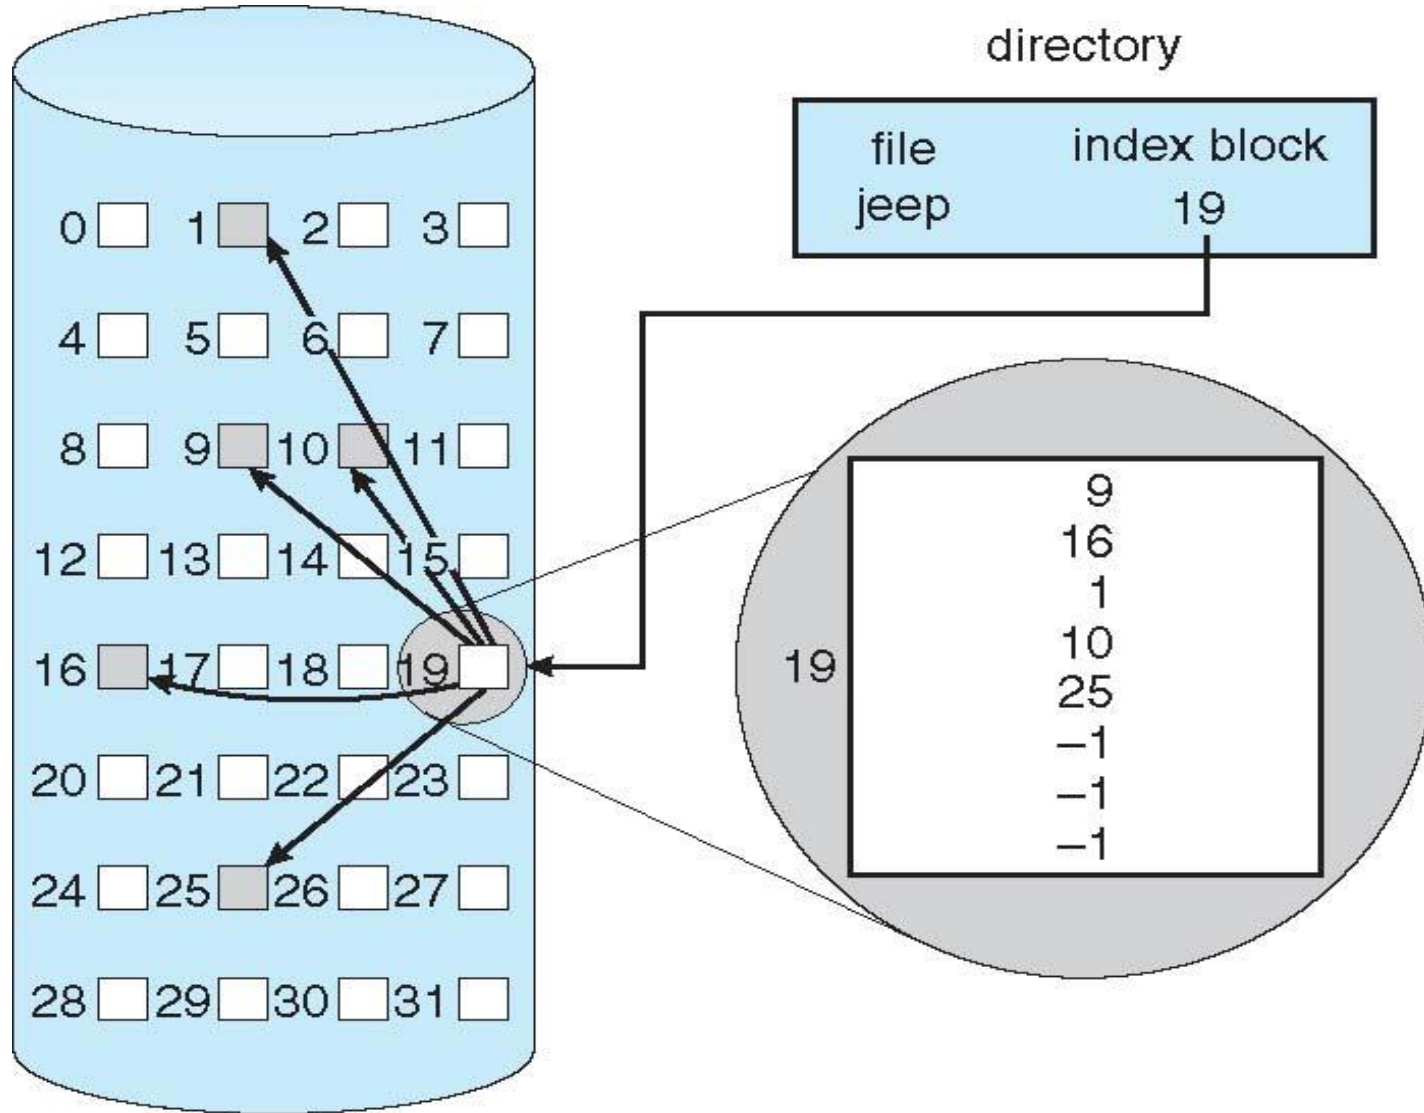 directory
file index block
jeep 19
0 1 2 3
4 5 6 7
8 9 10 11
12 13 14 15
16 17 18 19
20 21 22 23
24 25 26 27
28 29 30 31
19
9
16
1
10
25
–1
–1
–1